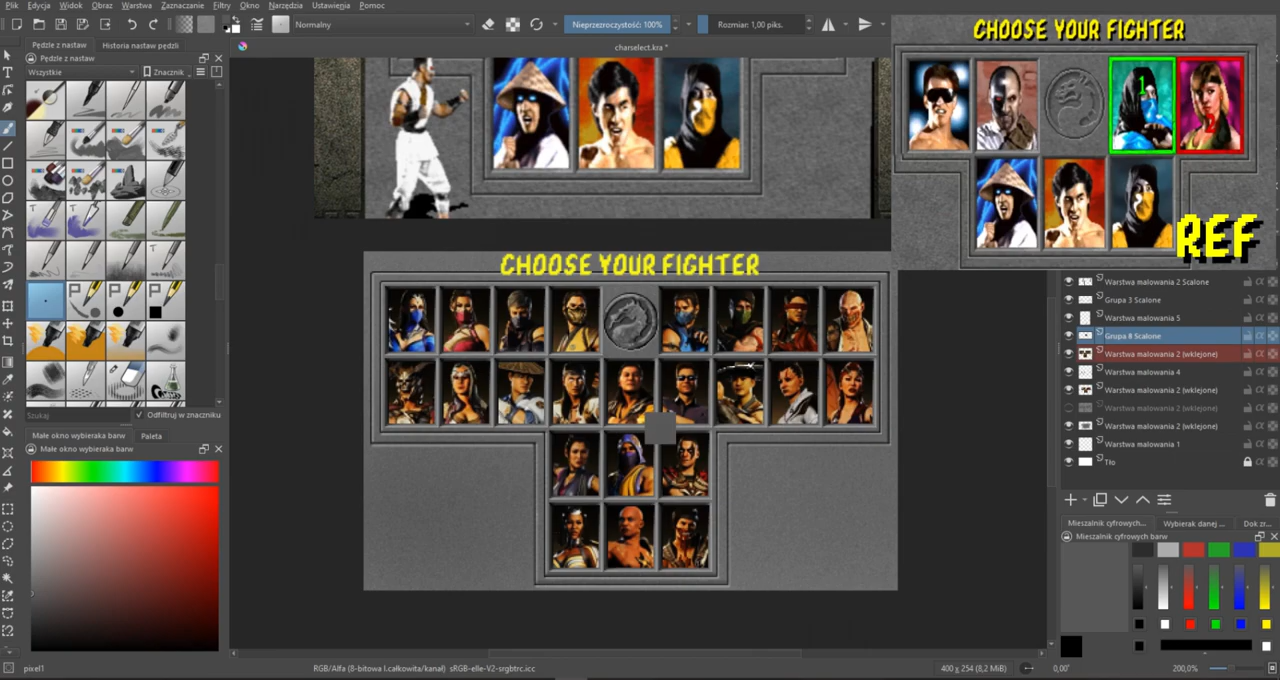 Plik Edycja Widok Obraz Warstwa Zaznaczanie Filtry Okno Narzędzia Ustawienia Pomoc
Normalny
Nieprzezroczystość: 100%
Rozmiar: 1,00 piks.
Pędzle z nastaw
Historia nastaw pędzli
charselect.kra *
Pędzle z nastaw
Wszystkie
Znacznik
CHOOSE YOUR FIGHTER
1
2
REF
CHOOSE YOUR FIGHTER
Warstwa malowania 2 Scalone
Grupa 3 Scalone
Warstwa malowania 5
Grupa 8 Scalone
Warstwa malowania 2 (wklejone)
Warstwa malowania 4
Warstwa malowania 2 (wklejone)
Warstwa malowania 2 (wklejone)
Warstwa malowania 2 (wklejone)
Warstwa malowania 1
Tło
Szukaj
Odfiltruj w znaczniku
Małe okno wybieraka barw
Paleta
Małe okno wybieraka barw
Mieszalnik cyfrowych...
Wybierak danej ...
Dok zr...
Mieszalnik cyfrowych barw
pixel1
RGB/Alfa (8-bitowa l.całkowita/kanał) sRGB-elle-V2-srgbtrc.icc
400 x 254 (8,2 MiB)
0,00°
200,0%